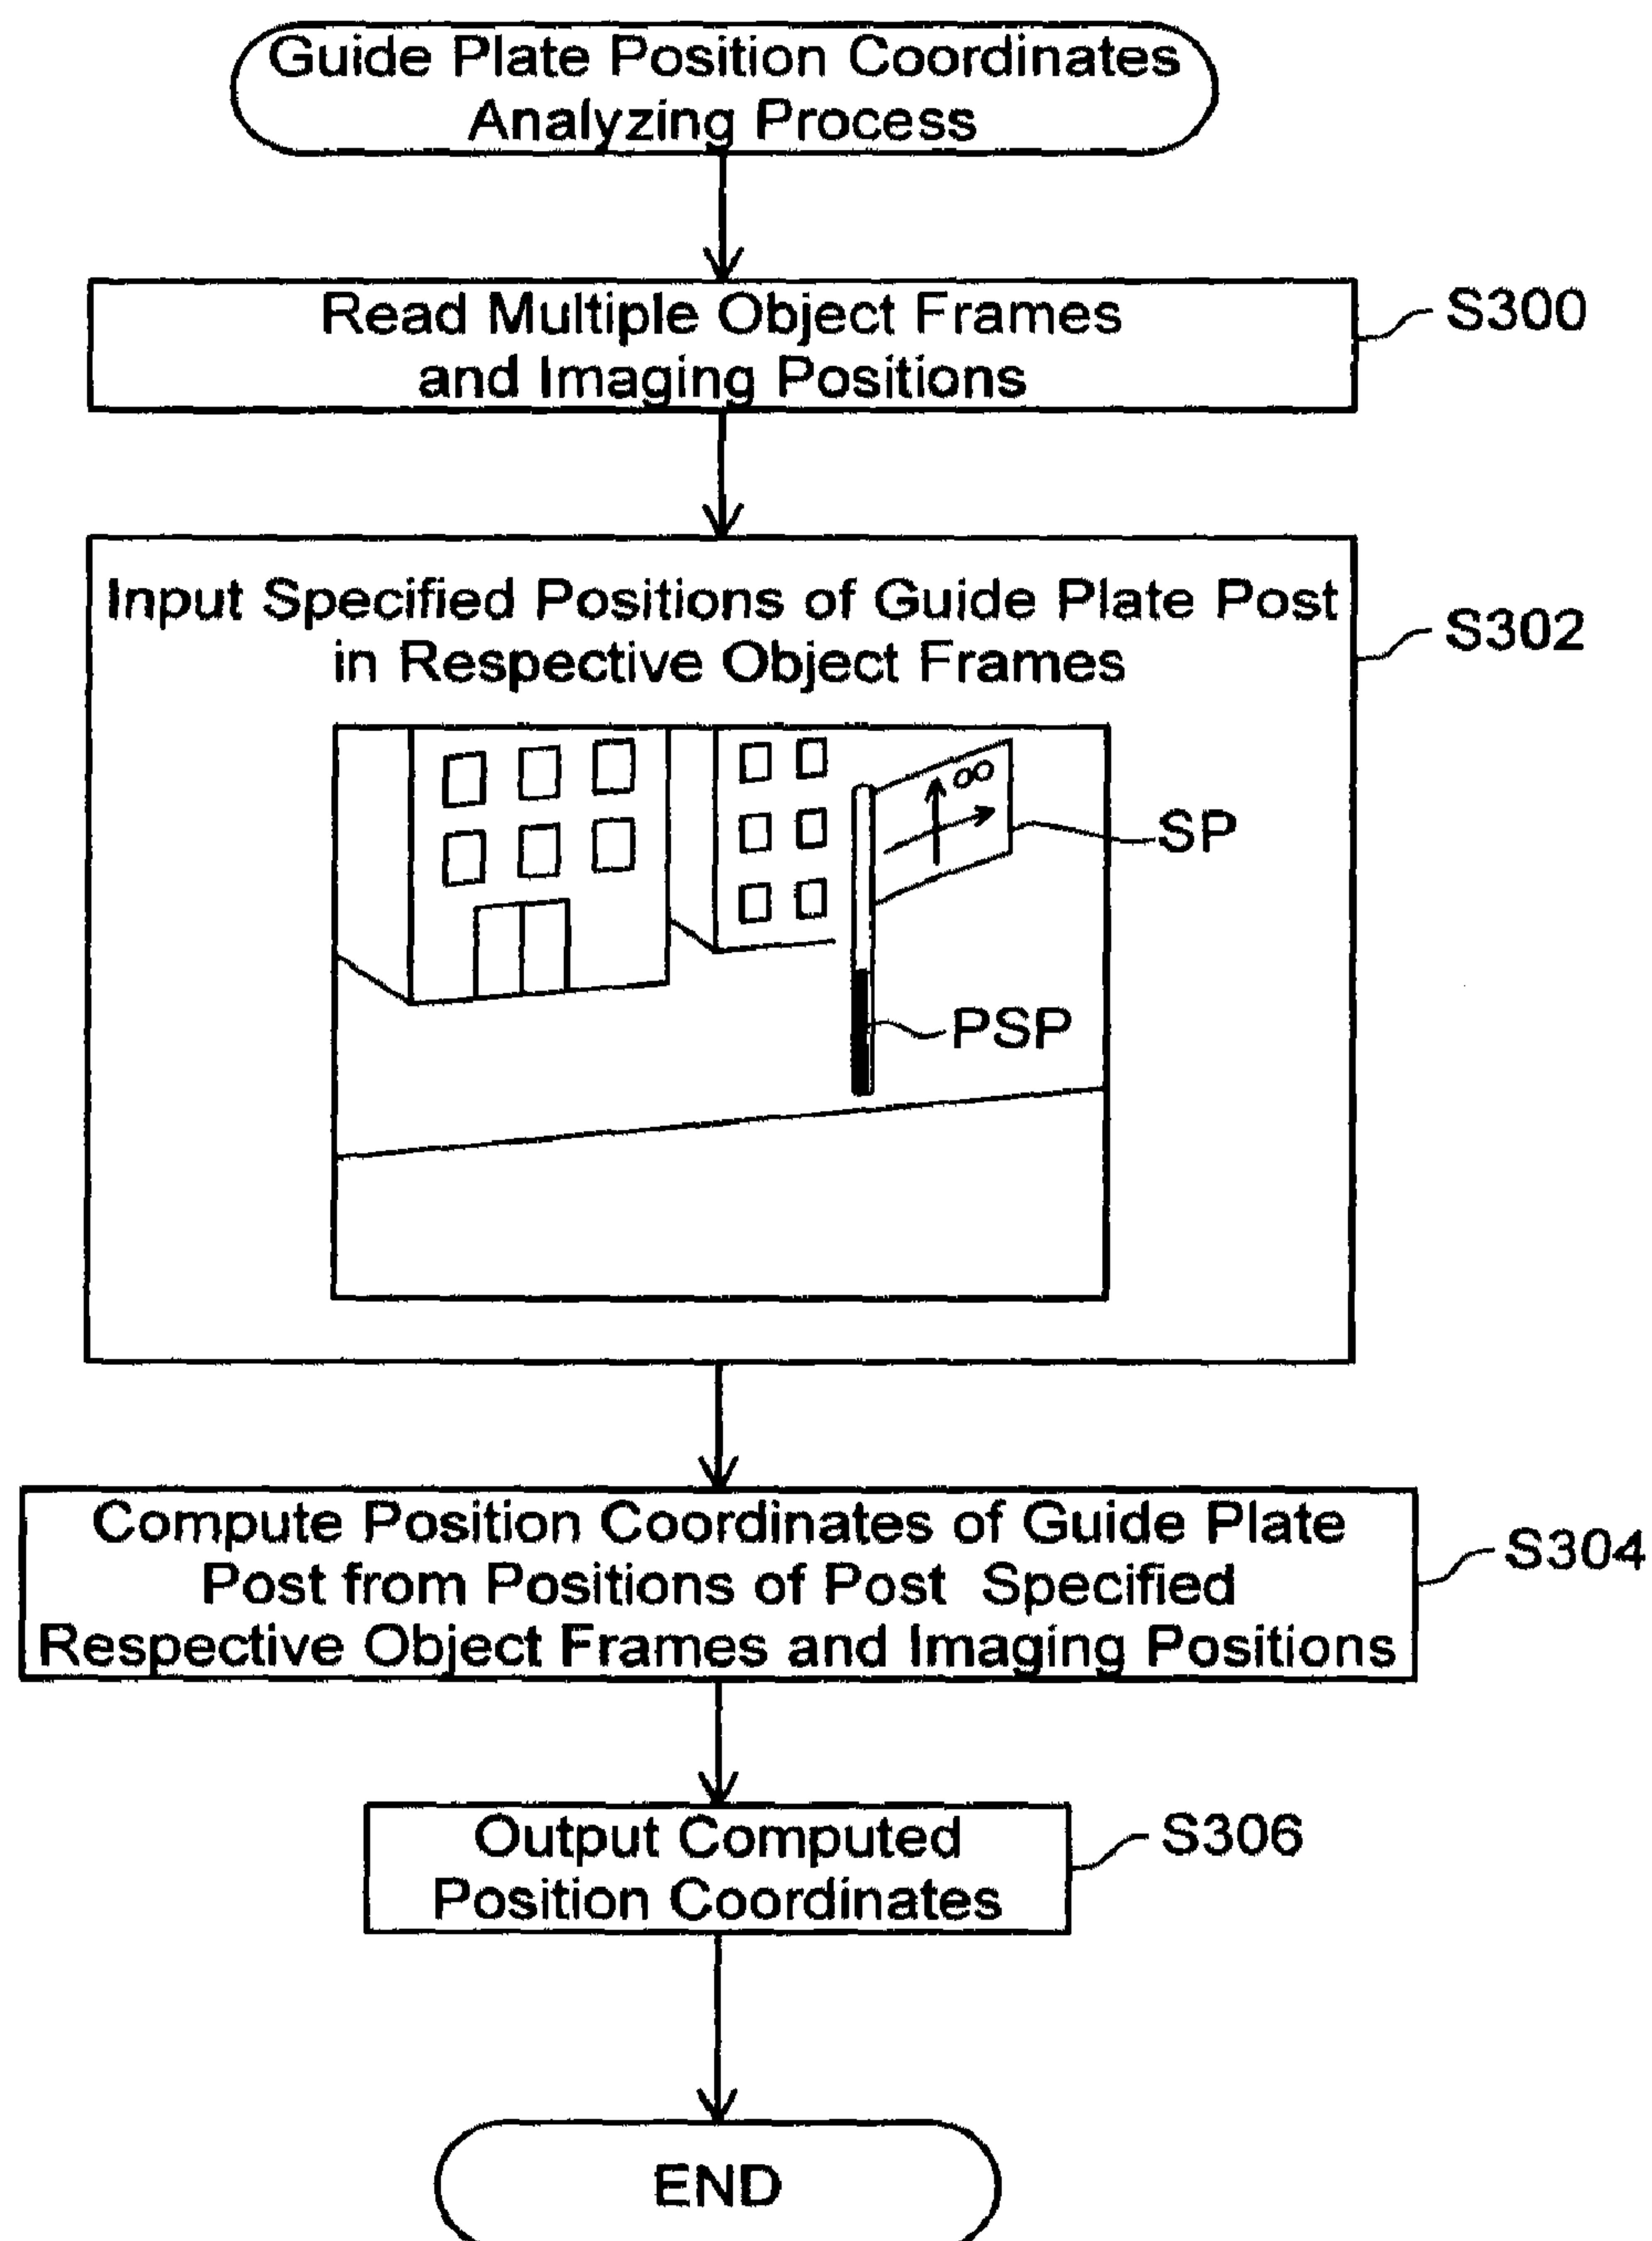 Guide Plate Position Coordinates
Analyzing Process
Read Multiple Object Frames
and Imaging Positions
S300
Input Specified Positions of Guide Plate Post
in Respective Object Frames
S302
OO
SP
PSP
Compute Position Coordinates of Guide Plate
Post from Positions of Post Specified
Respective Object Frames and Imaging Positions
S304
Output Computed
Position Coordinates
S306
END